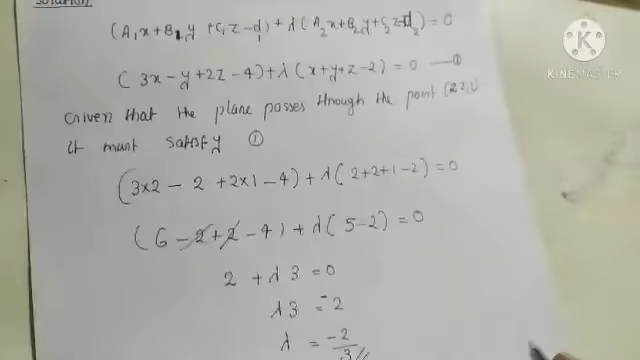 Solution
(A₁x + B₁y + C₁z - d₁) + λ(A₂x + B₂y + C₂z - d₂) = 0
(3x - y + 2z - 4) + λ(x + y + z - 2) = 0 — ①
Given that the plane passes through the point (2 2, 1)
it must satisfy ①
(3×2 - 2 + 2×1 - 4) + λ(2+2+1-2) = 0
(6 - 2 + 2 - 4) + λ(5-2) = 0
2 + λ3 = 0
λ3 = -2
λ = -2/3 //
K
KINEMASTER